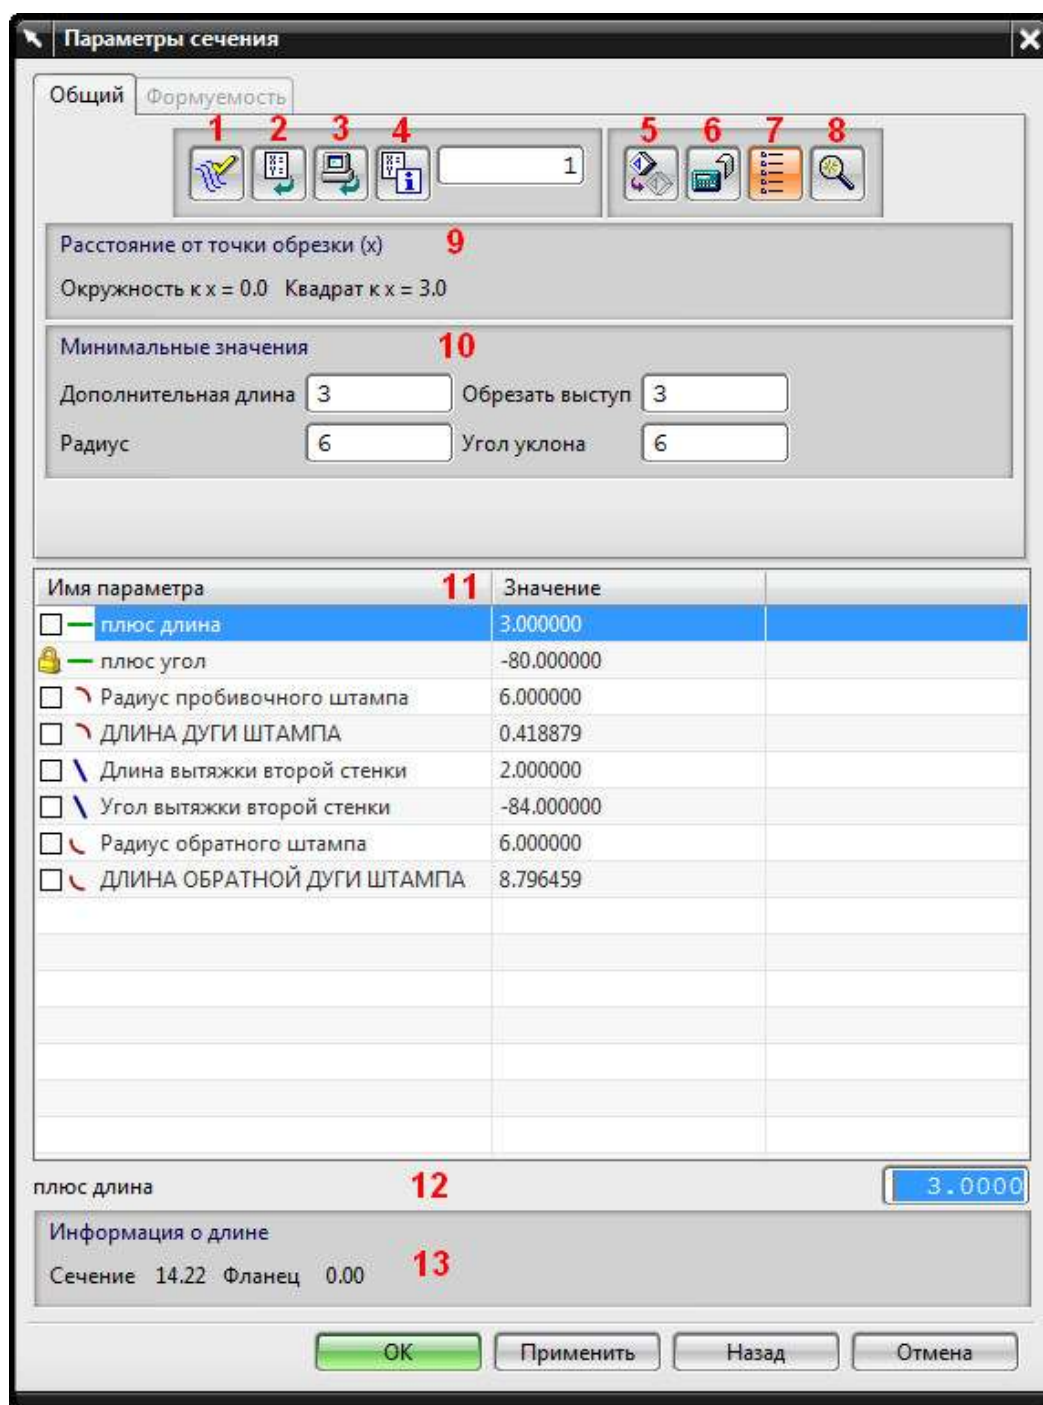 Параметры сечения
Общий Формуемость
1 2 3 4 5 6 7 8
1
Расстояние от точки обрезки (x) 9
Окружность к x = 0.0 Квадрат к x = 3.0
Минимальные значения 10
Дополнительная длина 3 Обрезать выступ 3
Радиус 6 Угол уклона 6
Имя параметра 11 Значение
плюс длина 3.000000
плюс угол -80.000000
Радиус пробивочного штампа 6.000000
ДЛИНА ДУГИ ШТАМПА 0.418879
Длина вытяжки второй стенки 2.000000
Угол вытяжки второй стенки -84.000000
Радиус обратного штампа 6.000000
ДЛИНА ОБРАТНОЙ ДУГИ ШТАМПА 8.796459
плюс длина 12 3.0000
Информация о длине
Сечение 14.22 Фланец 0.00 13
ОК Применить Назад Отмена